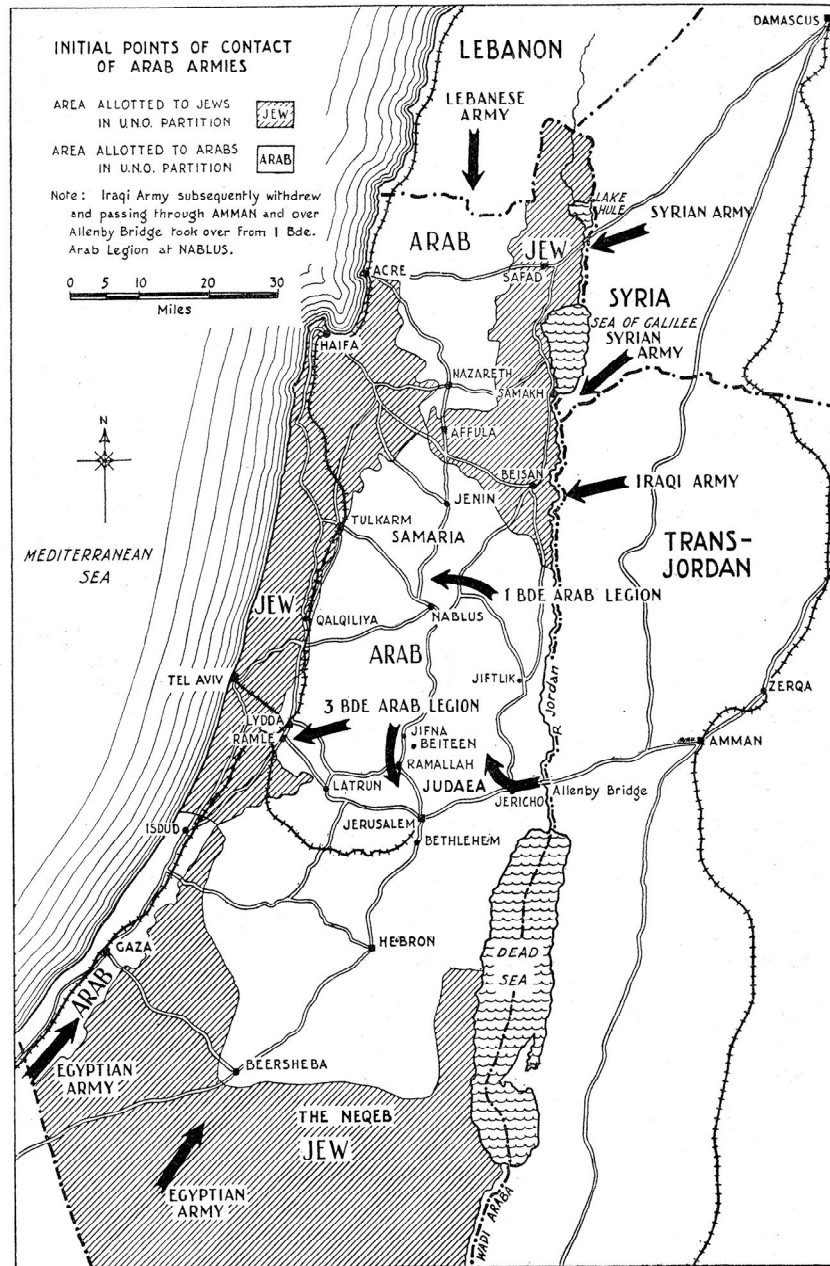 INITIAL POINTS OF CONTACT
OF ARAB ARMIES
AREA ALLOTTED TO JEWS
IN U.N.O. PARTITION
JEW
AREA ALLOTTED TO ARABS
IN U.N.O. PARTITION
ARAB
Note: Iraqi Army subsequently withdrew
and passing through AMMAN and over
Allenby Bridge took over from 1 Bde.
Arab Legion at NABLUS.
0 5 10 20 30
Miles
DAMASCUS
LEBANON
LEBANESE
ARMY
LAKE
HULE
SYRIAN ARMY
ARAB
JEW
SAFAD
ACRE
SYRIA
SEA OF GALILEE
SYRIAN
ARMY
HAIFA
NAZARETH
SAMAKH
AFFULA
N
BEISAN
IRAQI ARMY
JENIN
TULKARM
SAMARIA
MEDITERRANEAN
SEA
TRANS-
JORDAN
1 BDE ARAB LEGION
JEW
NABLUS
QALQILIYA
ARAB
TEL AVIV
JIFTLIK
R. Jordan
ZERQA
3 BDE ARAB LEGION
LYDDA
RAMLE
JIFNA
BEITEEN
AMMAN
RAMALLAH
LATRUN
JUDAEA
JERICHO
Allenby Bridge
JERUSALEM
ISDUD
BETHLEHEM
GAZA
HEBRON
DEAD
SEA
ARAB
EGYPTIAN
ARMY
BEERSHEBA
THE NEQEB
JEW
EGYPTIAN
ARMY
WADI ARABA